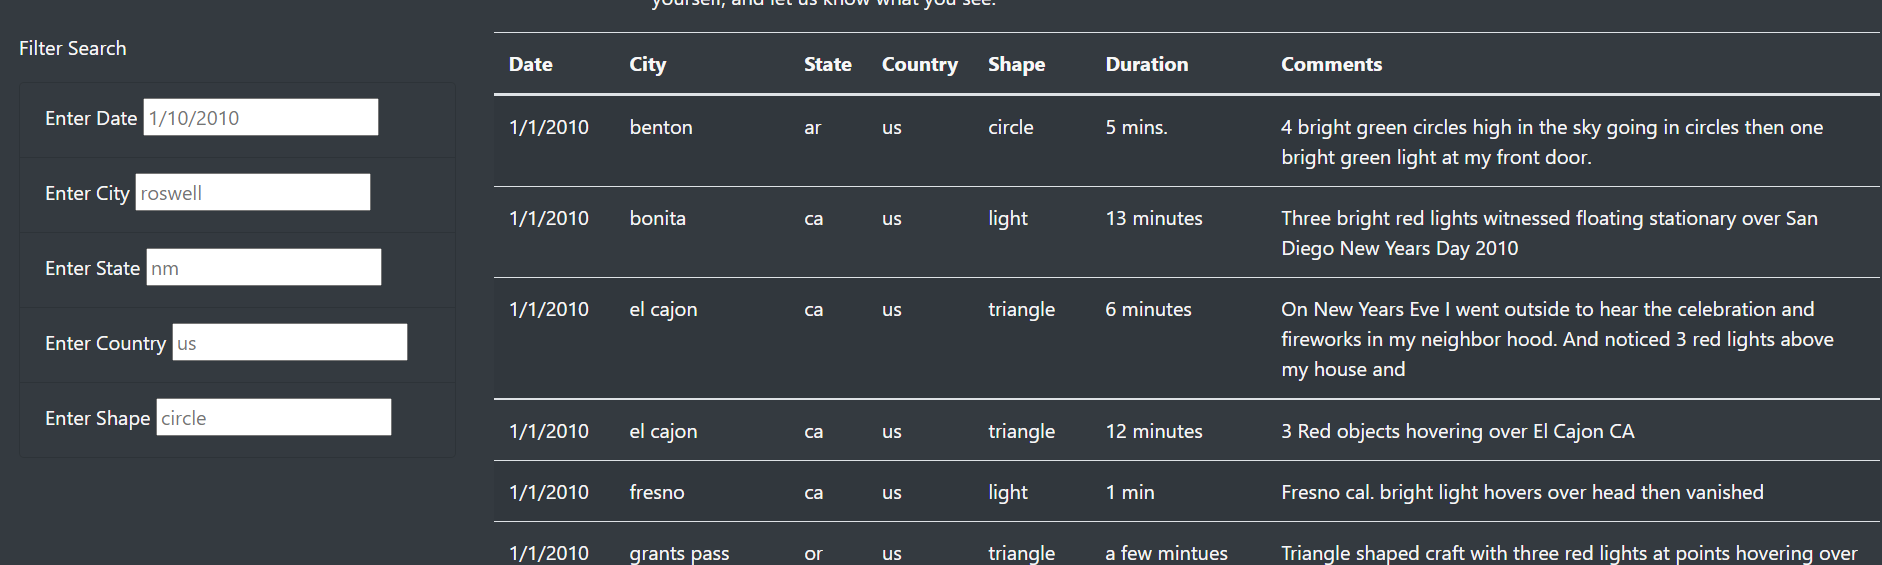 yourself, and let us know what you see.
Filter Search
Enter Date 1/10/2010
Enter City roswell
Enter State nm
Enter Country us
Enter Shape circle
Date City State Country Shape Duration Comments
1/1/2010 benton ar us circle 5 mins. 4 bright green circles high in the sky going in circles then one
bright green light at my front door.
1/1/2010 bonita ca us light 13 minutes Three bright red lights witnessed floating stationary over San
Diego New Years Day 2010
1/1/2010 el cajon ca us triangle 6 minutes On New Years Eve I went outside to hear the celebration and
fireworks in my neighbor hood. And noticed 3 red lights above
my house and
1/1/2010 el cajon ca us triangle 12 minutes 3 Red objects hovering over El Cajon CA
1/1/2010 fresno ca us light 1 min Fresno cal. bright light hovers over head then vanished
1/1/2010 grants pass or us triangle a few mintues Triangle shaped craft with three red lights at points hovering over